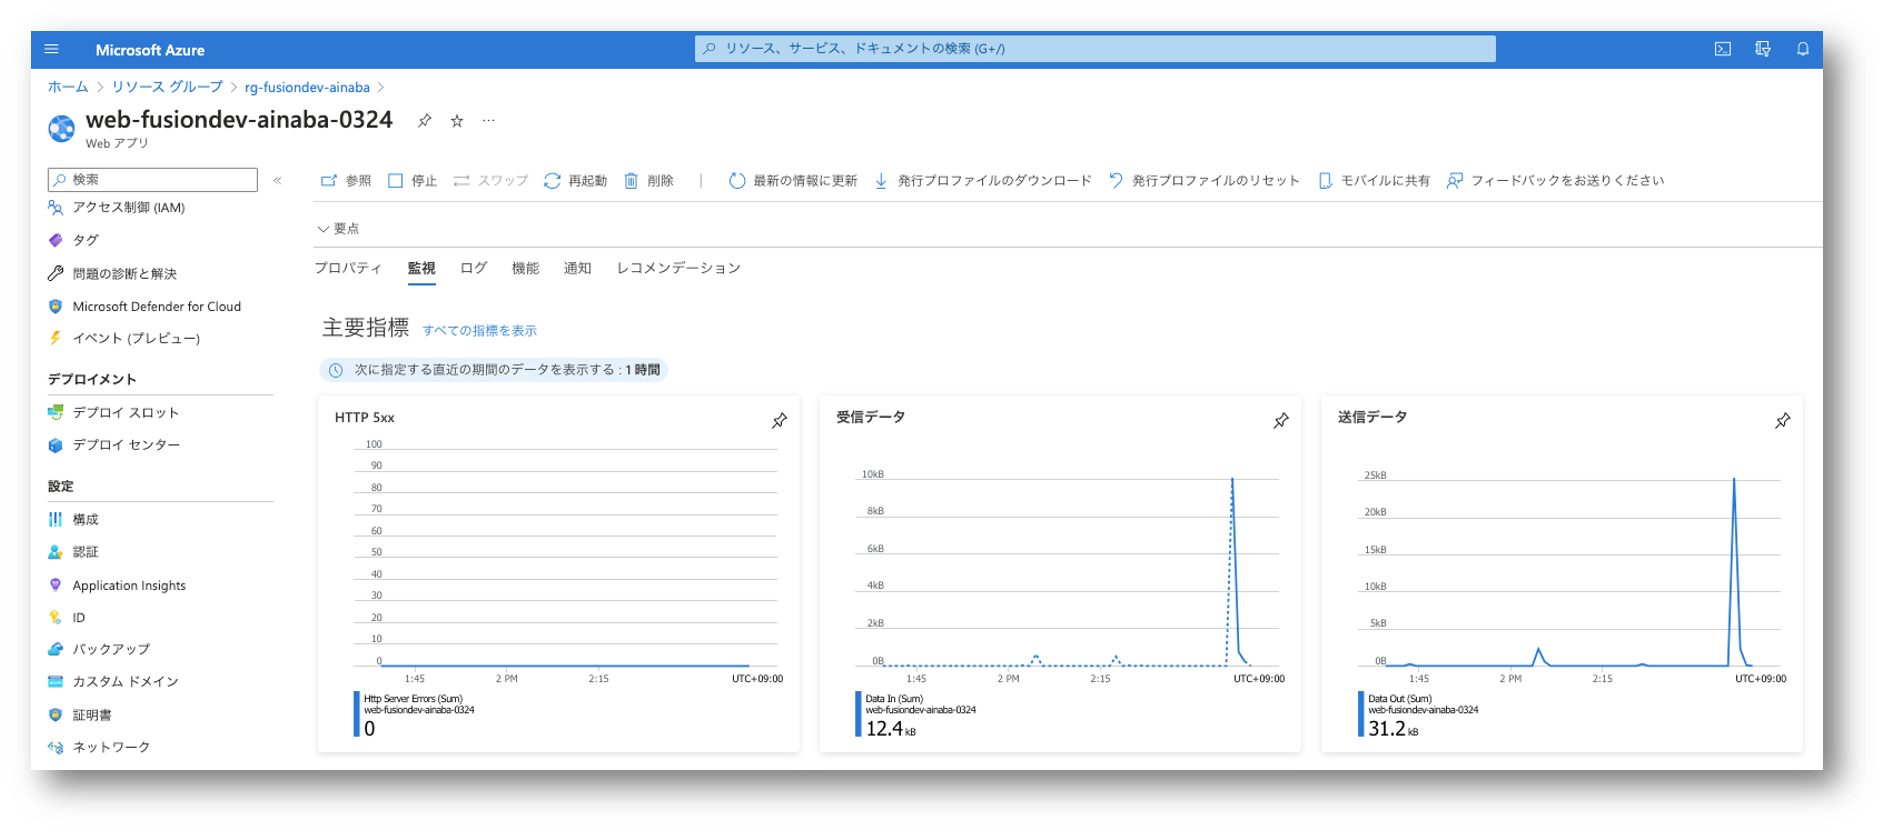 Microsoft Azure
リソース、サービス、ドキュメントの検索 (G+/)
ホーム > リソース グループ > rg-fusiondev-ainaba >
web-fusiondev-ainaba-0324
Web アプリ
検索
アクセス制御 (IAM)
タグ
問題の診断と解決
Microsoft Defender for Cloud
イベント (プレビュー)
デプロイメント
デプロイ スロット
デプロイ センター
設定
構成
認証
Application Insights
ID
バックアップ
カスタム ドメイン
証明書
ネットワーク
参照 停止 スワップ 再起動 削除 | 最新の情報に更新 発行プロファイルのダウンロード 発行プロファイルのリセット モバイルに共有 フィードバックをお送りください
要点
プロパティ 監視 ログ 機能 通知 レコメンデーション
主要指標 すべての指標を表示
次に指定する直近の期間のデータを表示する : 1 時間
HTTP 5xx
100
90
80
70
60
50
40
30
20
10
0
1:45 2 PM 2:15 UTC+09:00
Http Server Errors (Sum)
web-fusiondev-ainaba-0324
0
受信データ
10kB
8kB
6kB
4kB
2kB
0B
1:45 2 PM 2:15 UTC+09:00
Data In (Sum)
web-fusiondev-ainaba-0324
12.4 kB
送信データ
25kB
20kB
15kB
10kB
5kB
0B
1:45 2 PM 2:15 UTC+09:00
Data Out (Sum)
web-fusiondev-ainaba-0324
31.2 kB